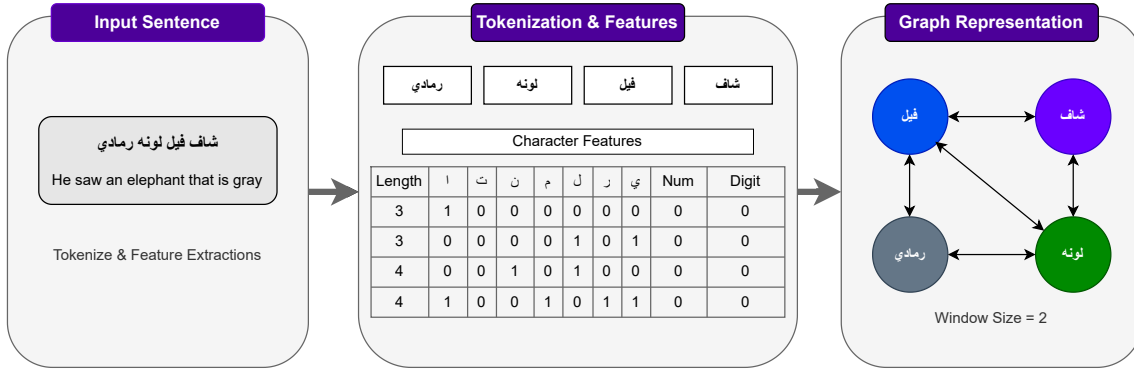 Input Sentence
شاف فيل لونه رمادي
He saw an elephant that is gray
Tokenize & Feature Extractions
Tokenization & Features
شاف فيل لونه رمادي
Character Features
Length ا ت ن م ل ر ي Num Digit
3 1 0 0 0 0 0 0 0 0
3 0 0 0 0 1 0 1 0 0
4 0 0 1 0 1 0 0 0 0
4 1 0 0 1 0 1 1 0 0
Graph Representation
فيل
شاف
رمادي
لونه
Window Size = 2